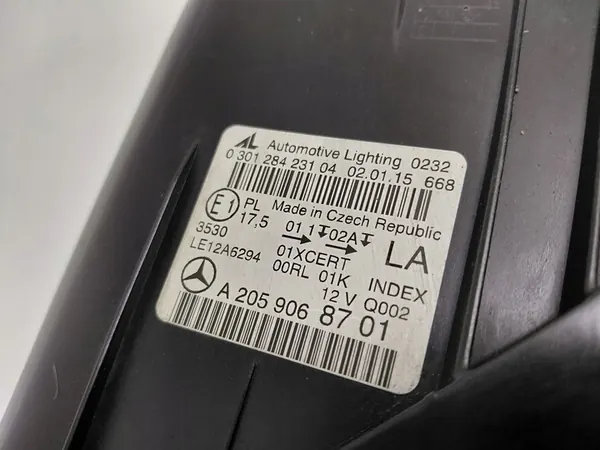 AL Automotive Lighting 0232
0 301 284 231 04 02.01.15 668
E1 PL Made in Czech Republic
17,5 01 1 02A LA
3530 01XCERT
LE12A6294 00RL 01K INDEX
12 V Q002
A 205 906 87 01